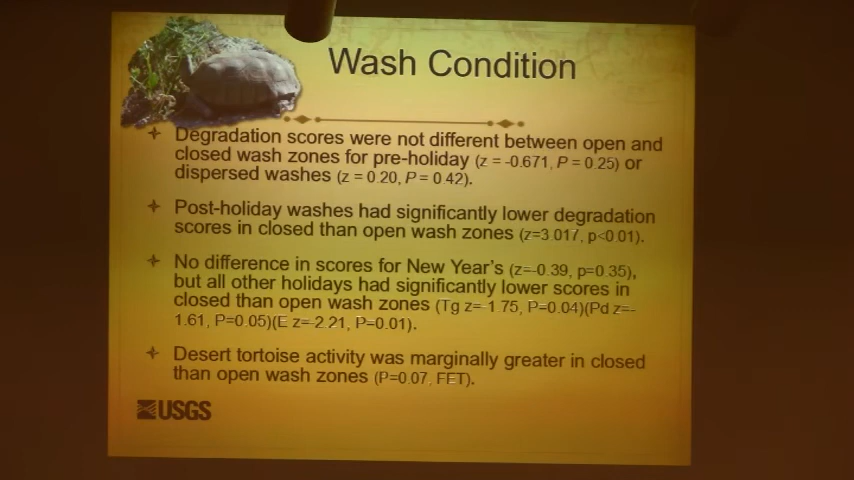 Wash Condition
Degradation scores were not different between open and
closed wash zones for pre-holiday (z = -0.671, P = 0.25) or
dispersed washes (z = 0.20, P = 0.42).
Post-holiday washes had significantly lower degradation
scores in closed than open wash zones (z=3.017, p<0.01).
No difference in scores for New Year's (z=-0.39, p=0.35),
but all other holidays had significantly lower scores in
closed than open wash zones (Tg z=-1.75, P=0.04)(Pd z=-
1.61, P=0.05)(E z=-2.21, P=0.01).
Desert tortoise activity was marginally greater in closed
than open wash zones (P=0.07, FET).
USGS